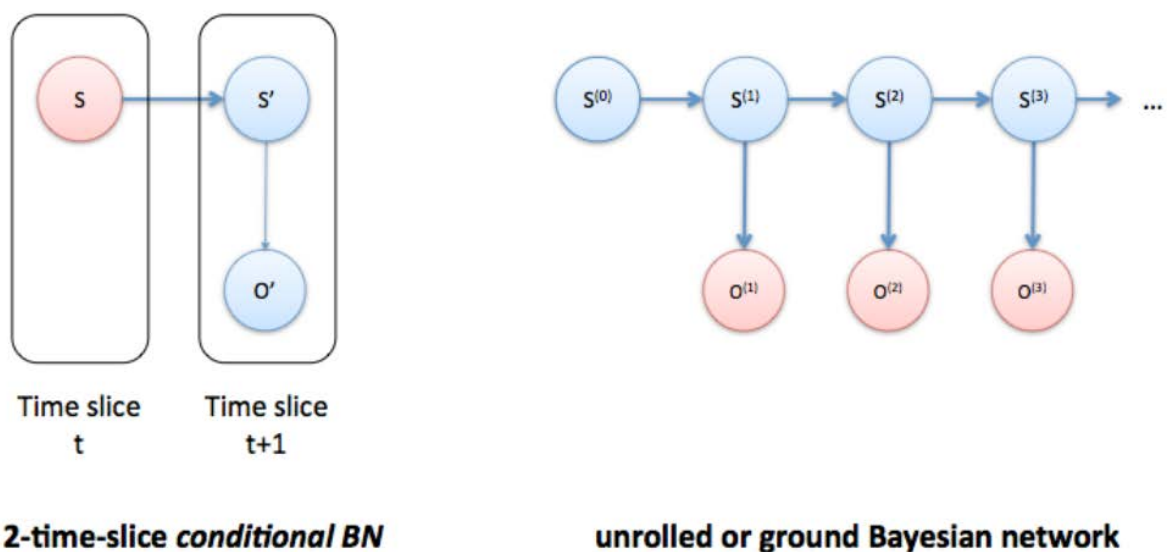 S
S'
O'
Time slice
t
Time slice
t+1
2-time-slice conditional BN
S(0)
S(1)
S(2)
S(3)
...
O(1)
O(2)
O(3)
unrolled or ground Bayesian network